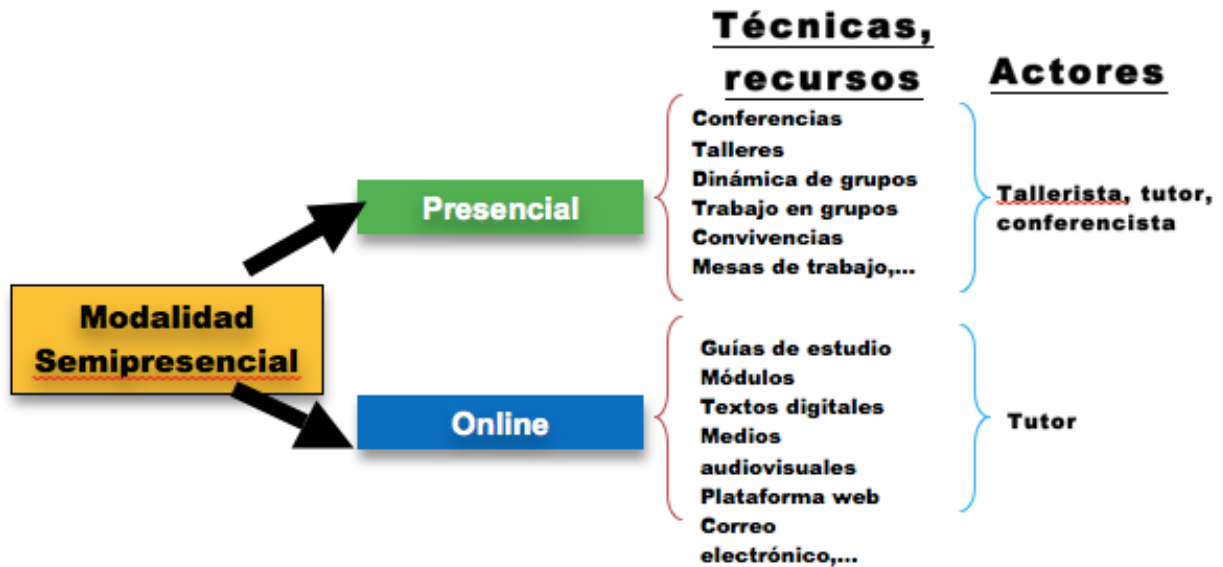 Técnicas,
recursos
Actores
Modalidad
Semipresencial
Presencial
Conferencias
Talleres
Dinámica de grupos
Trabajo en grupos
Convivencias
Mesas de trabajo,...
Tallerista, tutor,
conferencista
Online
Guías de estudio
Módulos
Textos digitales
Medios
audiovisuales
Plataforma web
Correo
electrónico,...
Tutor